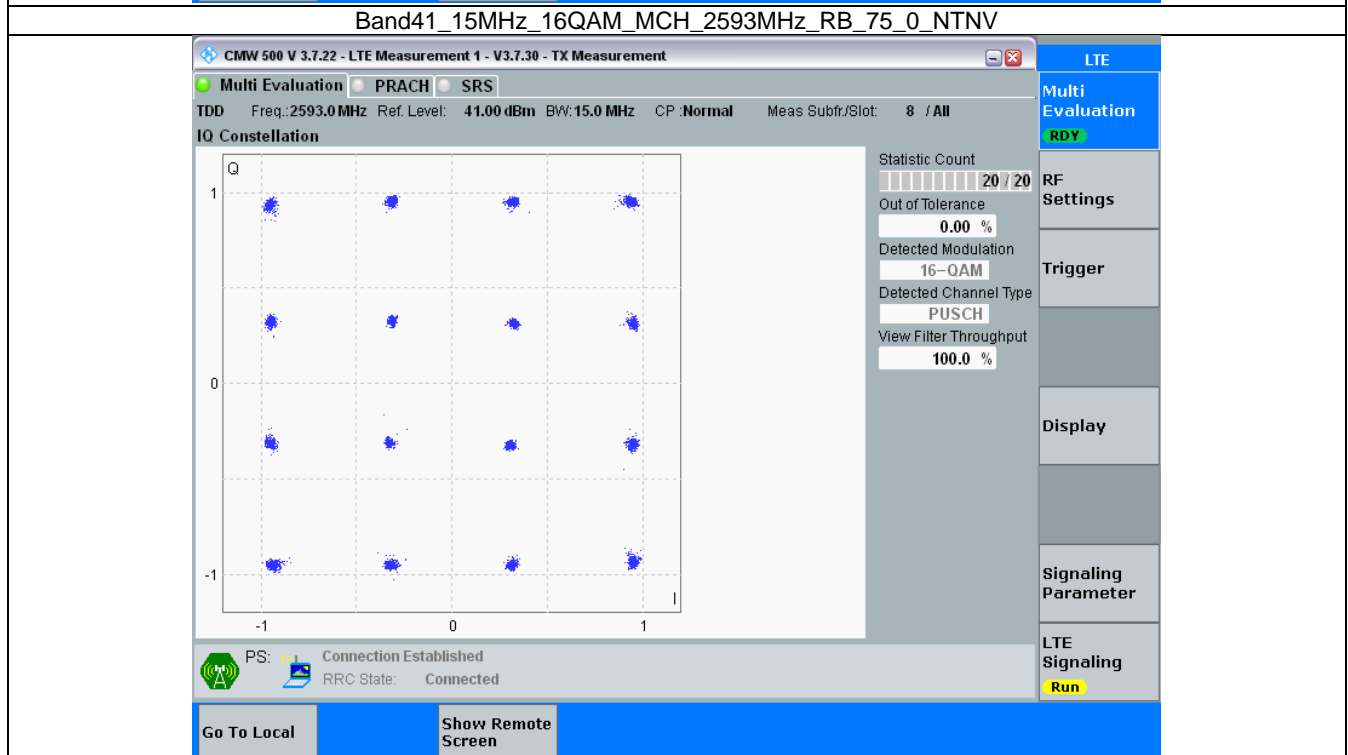 Band41_15MHz_16QAM_MCH_2593MHz_RB_75_0_NTNV
CMW 500 V 3.7.22 - LTE Measurement 1 - V3.7.30 - TX Measurement
LTE
Multi Evaluation PRACH SRS
Multi
Evaluation
RDY
TDD Freq.:2593.0 MHz Ref. Level: 41.00 dBm BW:15.0 MHz CP :Normal Meas Subfr./Slot: 8 / All
IQ Constellation
Q
1
0
-1
-1 0 1
I
Statistic Count
20 / 20
Out of Tolerance
0.00 %
Detected Modulation
16-QAM
Detected Channel Type
PUSCH
View Filter Throughput
100.0 %
RF
Settings
Trigger
Display
Signaling
Parameter
LTE
Signaling
Run
PS: Connection Established
RRC State: Connected
Go To Local
Show Remote
Screen